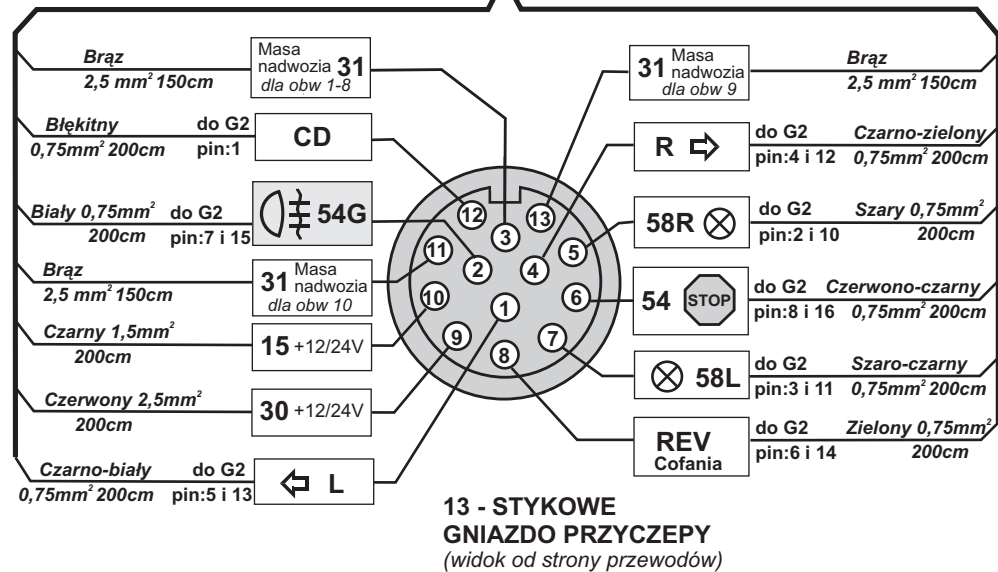 Brąz
2,5 mm² 150cm
Masa
nadwozia 31
dla obw 1-8
Błękitny do G2
0,75mm² 200cm pin:1
CD
Biały 0,75mm² do G2
200cm pin:7 i 15
54G
Brąz
2,5 mm² 150cm
31 Masa
nadwozia
dla obw 10
Czarny 1,5mm²
200cm
15 +12/24V
Czerwony 2,5mm²
200cm
30 +12/24V
Czarno-biały do G2
0,75mm² 200cm pin:5 i 13
L
12
3
13
11
2
4
5
10
1
6
9
8
7
31 Masa
nadwozia
dla obw 9
Brąz
2,5 mm² 150cm
R
do G2 Czarno-zielony
pin:4 i 12 0,75mm² 200cm
58R
do G2 Szary 0,75mm²
pin:2 i 10 200cm
54 STOP
do G2 Czerwono-czarny
pin:8 i 16 0,75mm² 200cm
58L
do G2 Szaro-czarny
pin:3 i 11 0,75mm² 200cm
REV
Cofania
do G2 Zielony 0,75mm²
pin:6 i 14 200cm
13 - STYKOWE
GNIAZDO PRZYCZEPY
(widok od strony przewodów)